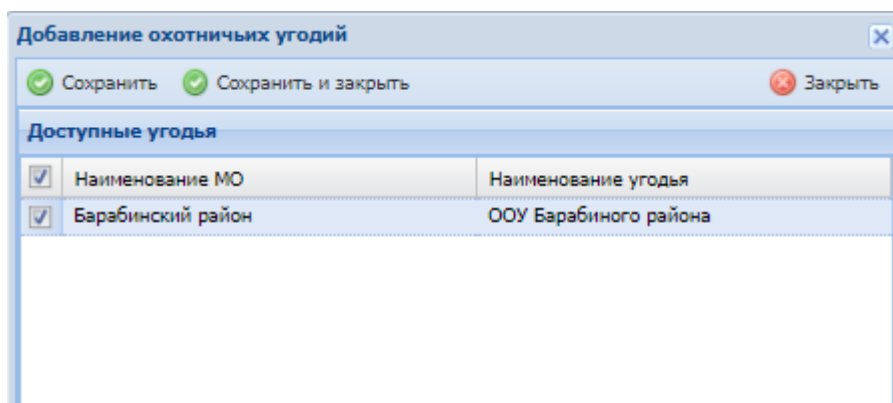 Добавление охотничьих угодий
Сохранить Сохранить и закрыть Закрыть
Доступные угодья
Наименование МО Наименование угодья
Барабинский район ООУ Барабиного района